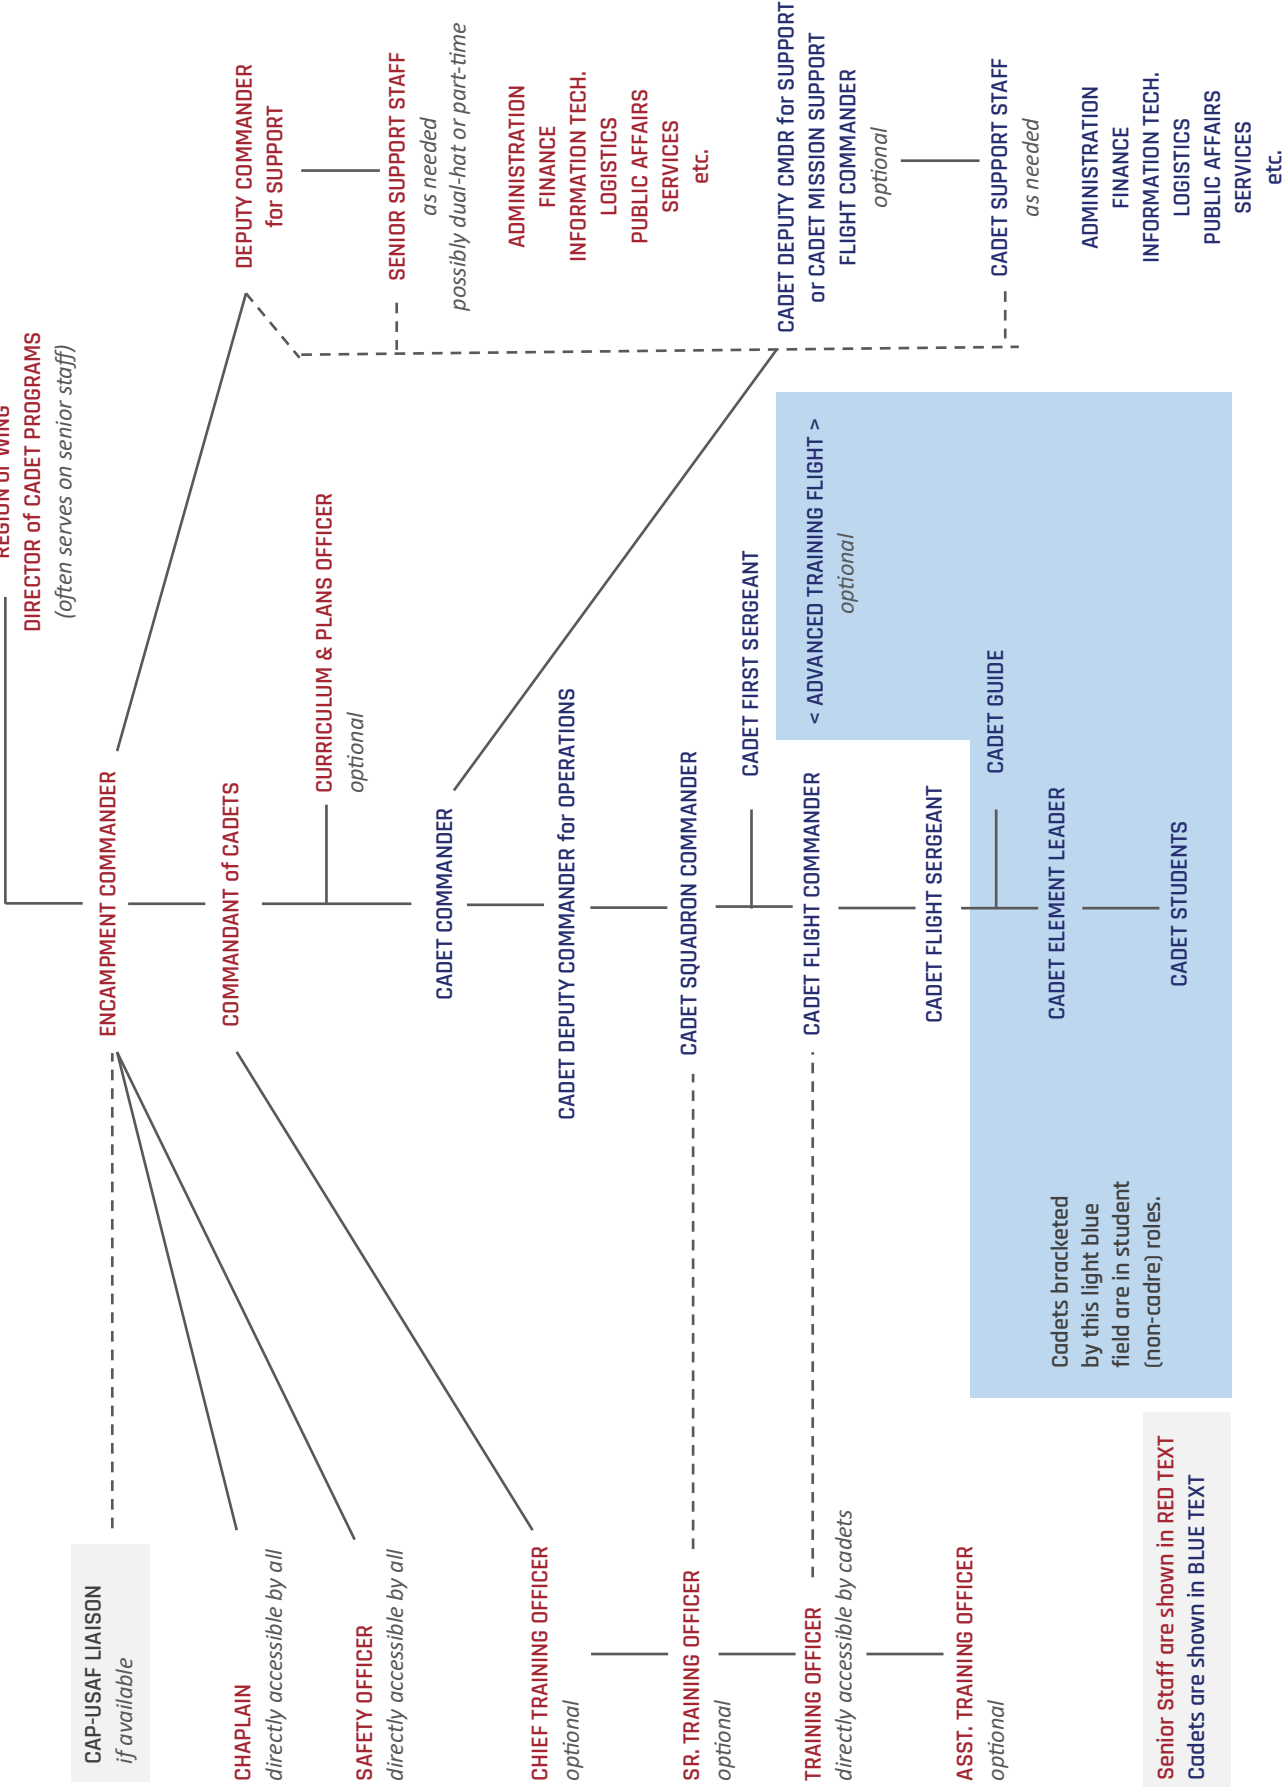 REGION or WING
DIRECTOR of CADET PROGRAMS
(often serves on senior staff)
CAP-USAF LIAISON
if available
ENCAMPMENT COMMANDER
CHAPLAIN
directly accessible by all
COMMANDANT of CADETS
DEPUTY COMMANDER
for SUPPORT
SAFETY OFFICER
directly accessible by all
CURRICULUM & PLANS OFFICER
optional
SENIOR SUPPORT STAFF
as needed
possibly dual-hat or part-time
ADMINISTRATION
FINANCE
INFORMATION TECH.
LOGISTICS
PUBLIC AFFAIRS
SERVICES
etc.
CADET COMMANDER
CHIEF TRAINING OFFICER
optional
CADET DEPUTY COMMANDER for OPERATIONS
SR. TRAINING OFFICER
optional
CADET SQUADRON COMMANDER
CADET FIRST SERGEANT
CADET DEPUTY CMDR for SUPPORT
or CADET MISSION SUPPORT
FLIGHT COMMANDER
optional
TRAINING OFFICER
directly accessible by cadets
CADET FLIGHT COMMANDER
< ADVANCED TRAINING FLIGHT >
optional
ASST. TRAINING OFFICER
optional
CADET FLIGHT SERGEANT
CADET GUIDE
CADET SUPPORT STAFF
as needed
ADMINISTRATION
FINANCE
INFORMATION TECH.
LOGISTICS
PUBLIC AFFAIRS
SERVICES
etc.
Cadets bracketed
by this light blue
field are in student
(non-cadre) roles.
CADET ELEMENT LEADER
CADET STUDENTS
Senior Staff are shown in RED TEXT
Cadets are shown in BLUE TEXT